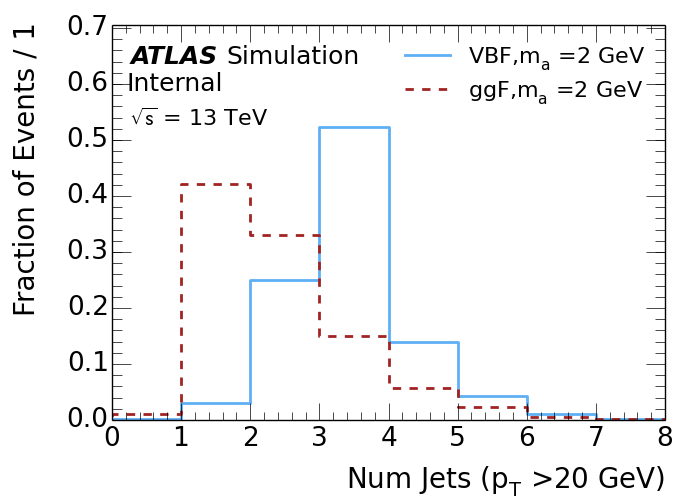 0.7
0.6
0.5
0.4
0.3
0.2
0.1
0.0
Fraction of Events / 1
ATLAS Simulation
Internal
√s = 13 TeV
VBF,mₐ =2 GeV
ggF,mₐ =2 GeV
0 1 2 3 4 5 6 7 8
Num Jets (p_T >20 GeV)